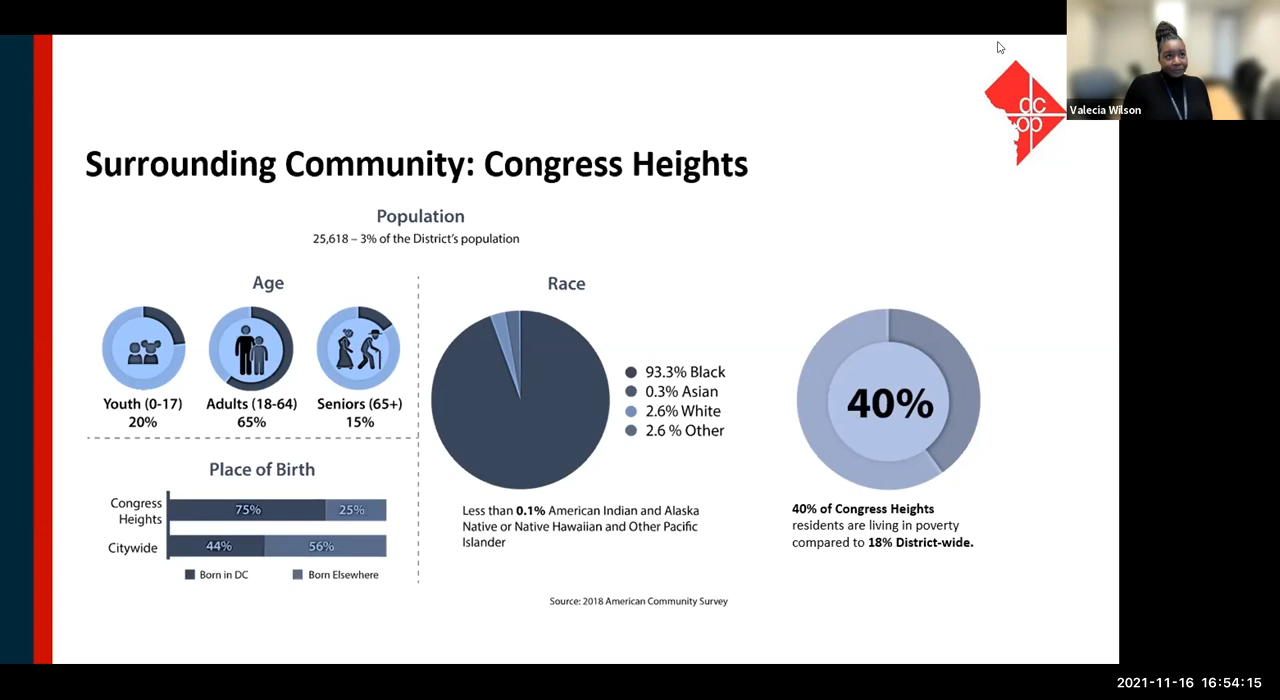 dc
op
Valecia Wilson
Surrounding Community: Congress Heights
Population
25,618 – 3% of the District's population
Age
Youth (0-17)
20%
Adults (18-64)
65%
Seniors (65+)
15%
Place of Birth
Congress
Heights
75%
25%
Citywide
44%
56%
Born in DC
Born Elsewhere
Race
93.3% Black
0.3% Asian
2.6% White
2.6 % Other
Less than 0.1% American Indian and Alaska
Native or Native Hawaiian and Other Pacific
Islander
40%
40% of Congress Heights
residents are living in poverty
compared to 18% District-wide.
Source: 2018 American Community Survey
2021-11-16 16:54:15